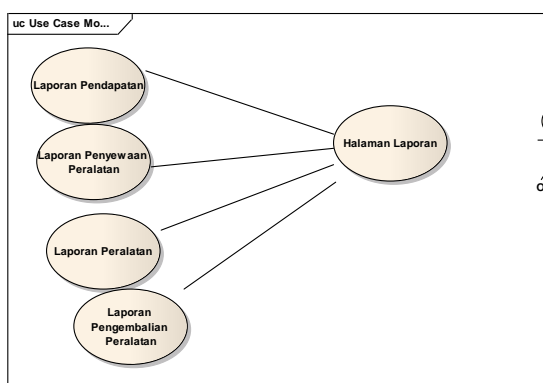 uc Use Case Mo...
Laporan Pendapatan
Laporan Penyewaan
Peralatan
Halaman Laporan
Laporan Peralatan
Laporan
Pengembalian
Peralatan